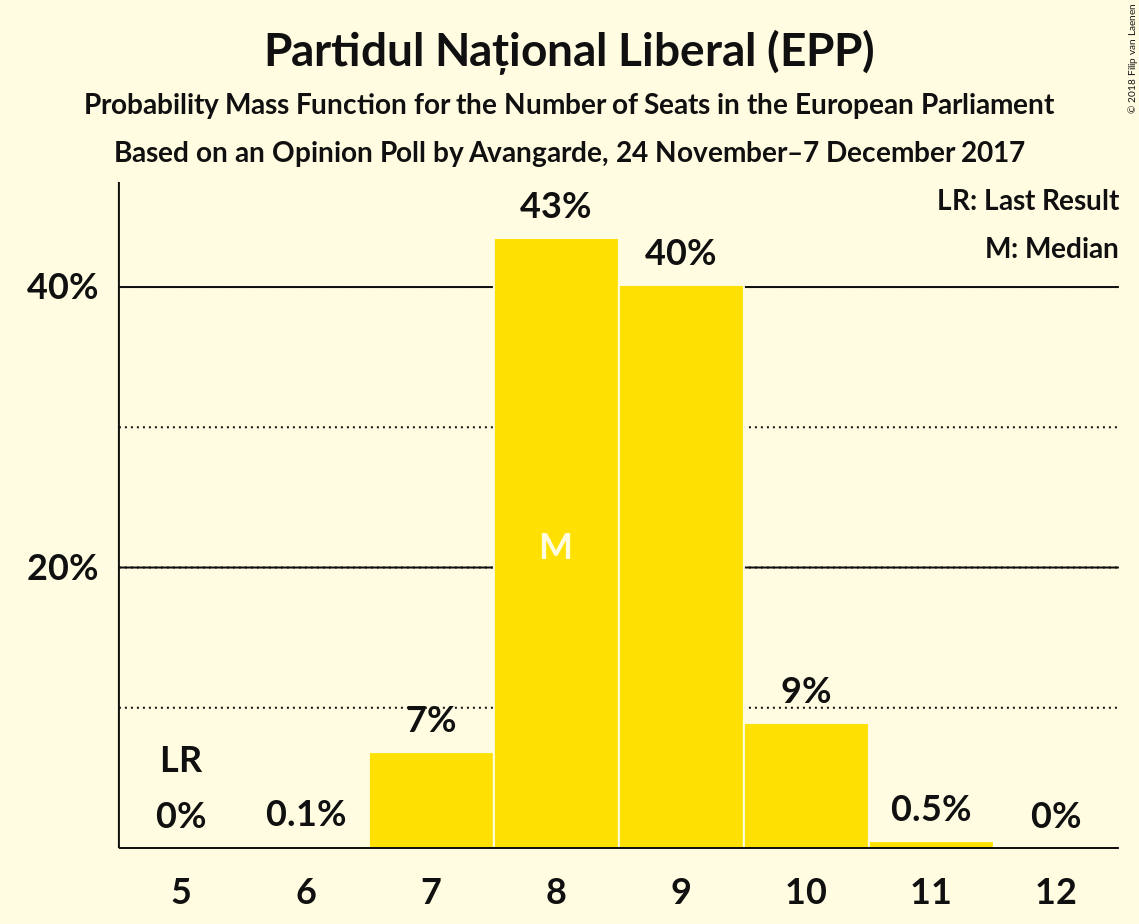 Partidul Național Liberal (EPP)
Probability Mass Function for the Number of Seats in the European Parliament
Based on an Opinion Poll by Avangarde, 24 November–7 December 2017
© 2018 Filip van Laenen
LR: Last Result
M: Median
43%
40%
40%
M
20%
9%
7%
LR
0%
0.1%
0.5%
0%
5 6 7 8 9 10 11 12